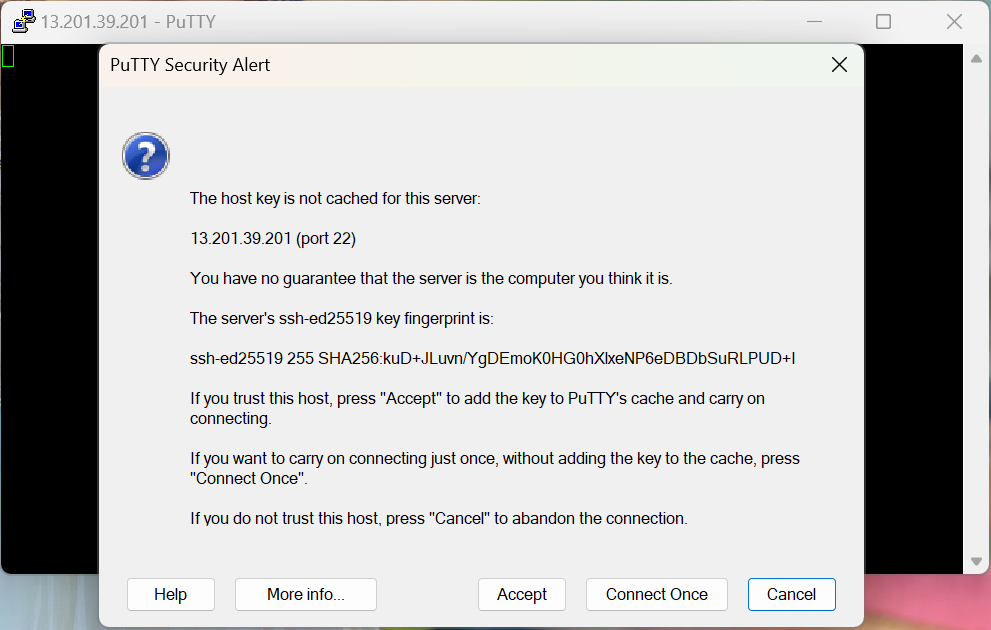 13.201.39.201 - PuTTY
PuTTY Security Alert
The host key is not cached for this server:
13.201.39.201 (port 22)
You have no guarantee that the server is the computer you think it is.
The server's ssh-ed25519 key fingerprint is:
ssh-ed25519 255 SHA256:kuD+JLuvn/YgDEmoK0HG0hXlxeNP6eDBDbSuRLPUD+I
If you trust this host, press "Accept" to add the key to PuTTY's cache and carry on
connecting.
If you want to carry on connecting just once, without adding the key to the cache, press
"Connect Once".
If you do not trust this host, press "Cancel" to abandon the connection.
Help More info... Accept Connect Once Cancel